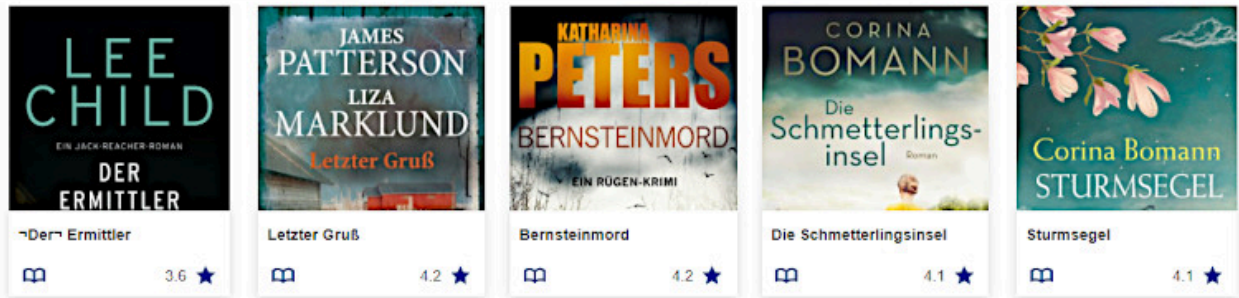 LEE
CHILD
EIN JACK-REACHER-ROMAN
DER
ERMITTLER
¬Der¬ Ermittler
3.6
JAMES
PATTERSON
LIZA
MARKLUND
Letzter Gruß
Letzter Gruß
4.2
KATHARINA
PETERS
BERNSTEINMORD
EIN RÜGEN-KRIMI
Bernsteinmord
4.2
CORINA
BOMANN
Die
Schmetterlings-
insel
Roman
Die Schmetterlingsinsel
4.1
Corina Bomann
STURMSEGEL
Sturmsegel
4.1